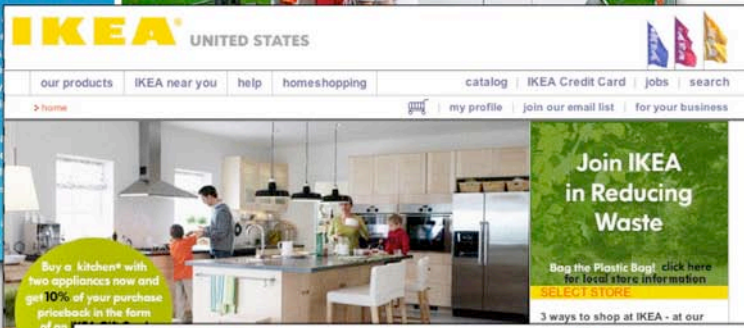 IKEA UNITED STATES
our products IKEA near you help homeshopping catalog IKEA Credit Card jobs search
> home my profile join our email list for your business
Join IKEA
in Reducing
Waste
Bag the Plastic Bag! click here
for local store information
SELECT STORE
3 ways to shop at IKEA - at our
Buy a kitchen* with
two appliances now and
get 10% of your purchase
priceback in the form